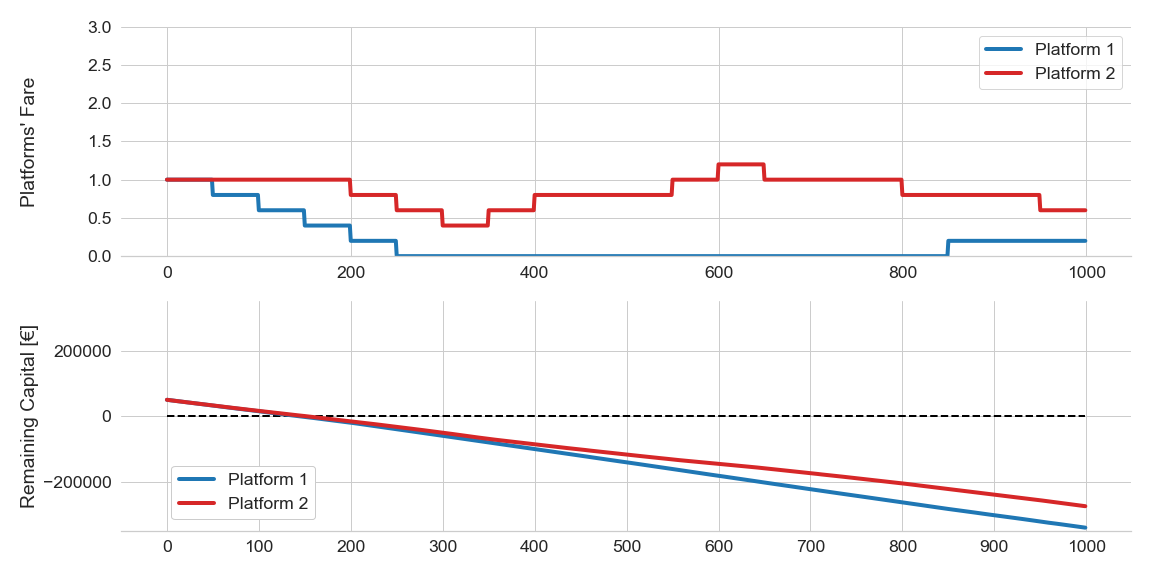 Platforms' Fare
3.0
2.5
2.0
1.5
1.0
0.5
0.0
Platform 1
Platform 2
0 200 400 600 800 1000
Remaining Capital [€]
200000
0
−200000
Platform 1
Platform 2
0 100 200 300 400 500 600 700 800 900 1000